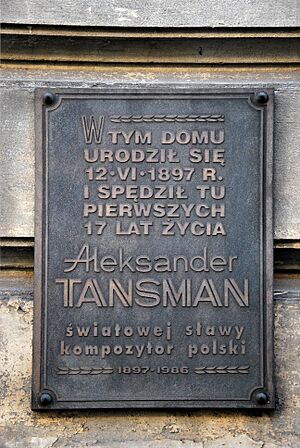 W TYM DOMU
URODZIŁ SIĘ
12·VI·1897 R.
I SPĘDZIŁ TU
PIERWSZYCH
17 LAT ŻYCIA
Aleksander
TANSMAN
światowej sławy
kompozytor polski
1897-1986